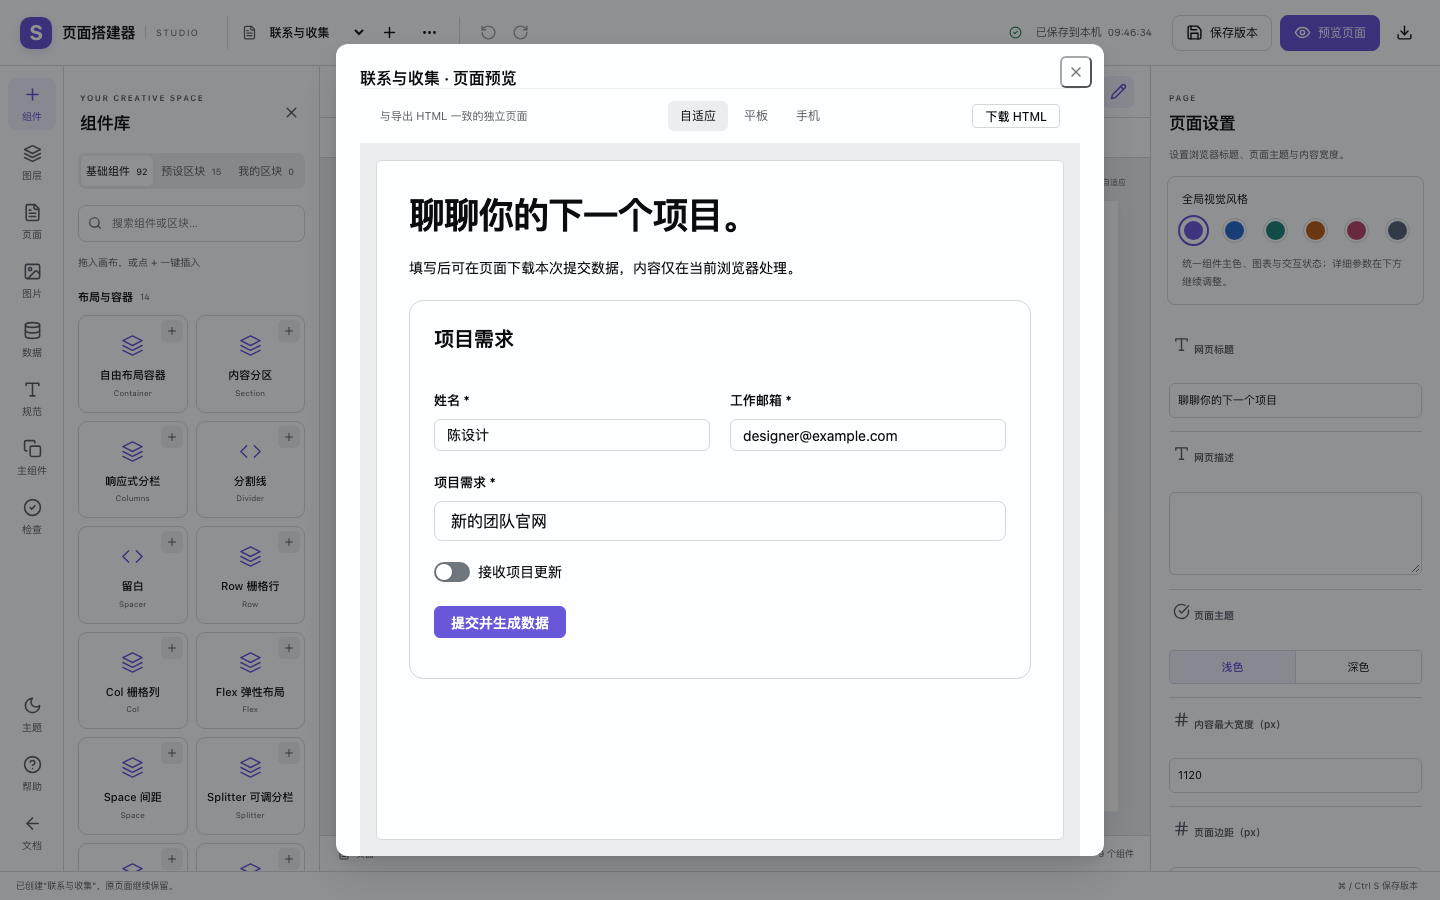 S 页面搭建器 STUDIO 联系与收集 已保存到本机 09:46:34 保存版本 预览页面
组件
图层
页面
图片
数据
规范
主组件
检查
主题
帮助
文档
YOUR CREATIVE SPACE
组件库
基础组件 92 预设区块 15 我的区块 0
搜索组件或区块...
拖入画布，或点 + 一键插入
布局与容器 14
自由布局容器 内容分区
Container Section
响应式分栏 分割线
Columns Divider
留白 Row 栅格行
Spacer Row
Col 栅格列 Flex 弹性布局
Col Flex
Space 间距 Splitter 可调分栏
Space Splitter
联系与收集 · 页面预览
与导出 HTML 一致的独立页面 自适应 平板 手机 下载 HTML
聊聊你的下一个项目。
填写后可在页面下载本次提交数据，内容仅在当前浏览器处理。
项目需求
姓名 * 工作邮箱 *
陈设计 designer@example.com
项目需求 *
新的团队官网
接收项目更新
提交并生成数据
自适应
个组件
PAGE
页面设置
设置浏览器标题、页面主题与内容宽度。
全局视觉风格
统一组件主色、图表与交互状态；详细参数在下方
继续调整。
网页标题
聊聊你的下一个项目
网页描述
页面主题
浅色 深色
内容最大宽度（px）
1120
页面边距（px）
已创建“联系与收集”，原页面继续保留。 ⌘ / Ctrl S 保存版本